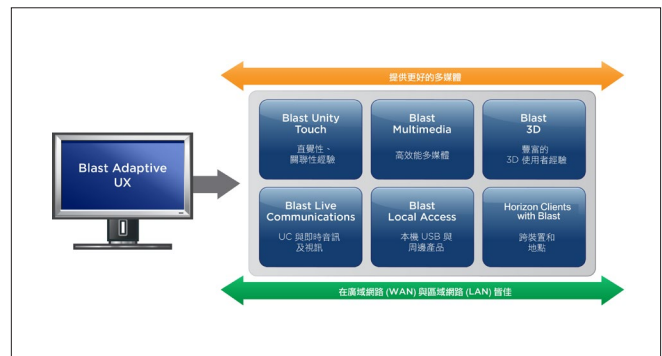 提供更好的多媒體
Blast Adaptive
UX
Blast Unity
Touch
直覺性、
關聯性經驗
Blast
Multimedia
高效能多媒體
Blast
3D
豐富的
3D 使用者經驗
Blast Live
Communications
UC 與即時音訊
及視訊
Blast
Local Access
本機 USB 與
周邊產品
Horizon Clients
with Blast
跨裝置和
地點
在廣域網路 (WAN) 與區域網路 (LAN) 皆佳